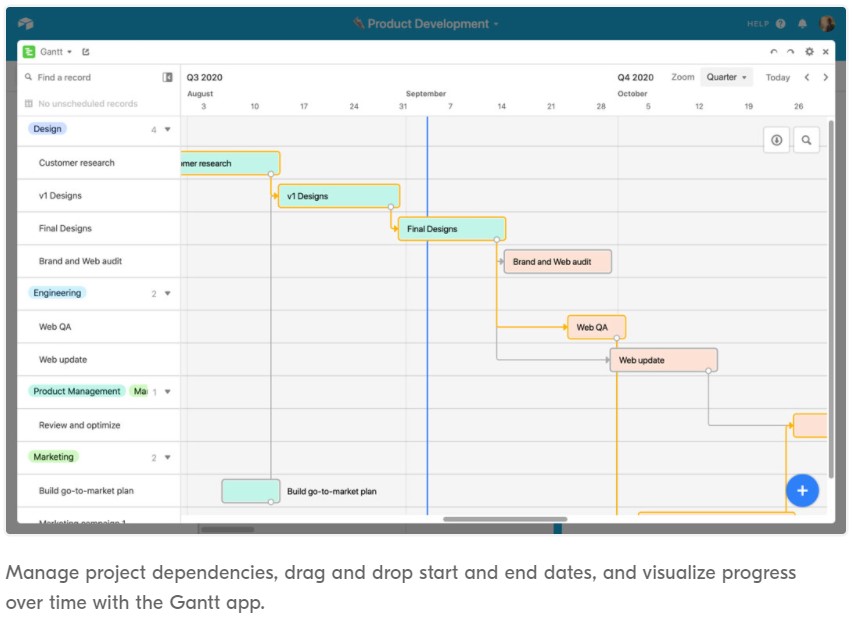 Product Development
HELP
Gantt
Find a record
Q3 2020
Q4 2020
Zoom
Quarter
Today
No unscheduled records
August
September
October
3 10 17 24 31 7 14 21 28 5 12 19 26
Design 4
Customer research
mer research
v1 Designs
v1 Designs
Final Designs
Final Designs
Brand and Web audit
Brand and Web audit
Engineering 2
Web QA
Web QA
Web update
Web update
Product Management Ma 1
Review and optimize
Marketing 2
Build go-to-market plan
Build go-to-market plan
Marketing campaign 1
Manage project dependencies, drag and drop start and end dates, and visualize progress
over time with the Gantt app.